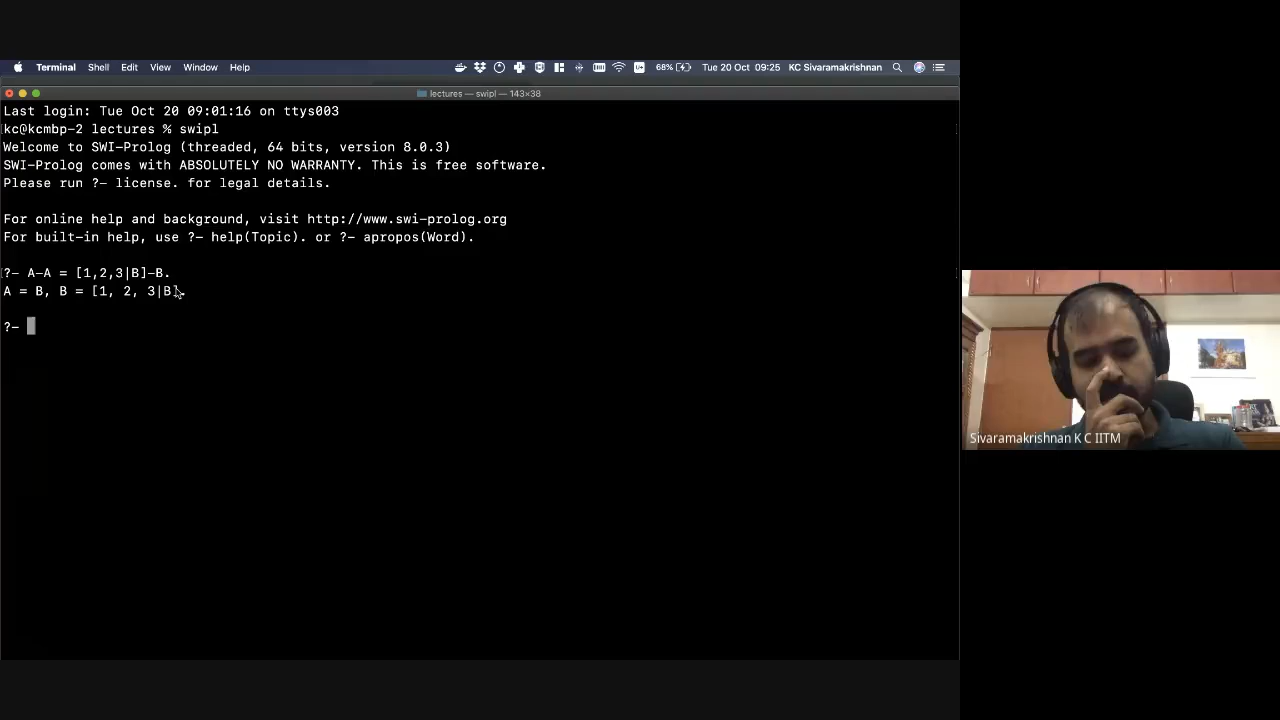 Terminal Shell Edit View Window Help 68% Tue 20 Oct 09:25 KC Sivaramakrishnan
lectures — swipl — 143×38
Last login: Tue Oct 20 09:01:16 on ttys003
kc@kcmbp-2 lectures % swipl
Welcome to SWI-Prolog (threaded, 64 bits, version 8.0.3)
SWI-Prolog comes with ABSOLUTELY NO WARRANTY. This is free software.
Please run ?- license. for legal details.
For online help and background, visit http://www.swi-prolog.org
For built-in help, use ?- help(Topic). or ?- apropos(Word).
?- A-A = [1,2,3|B]-B.
A = B, B = [1, 2, 3|B].
?-
Sivaramakrishnan K C IITM